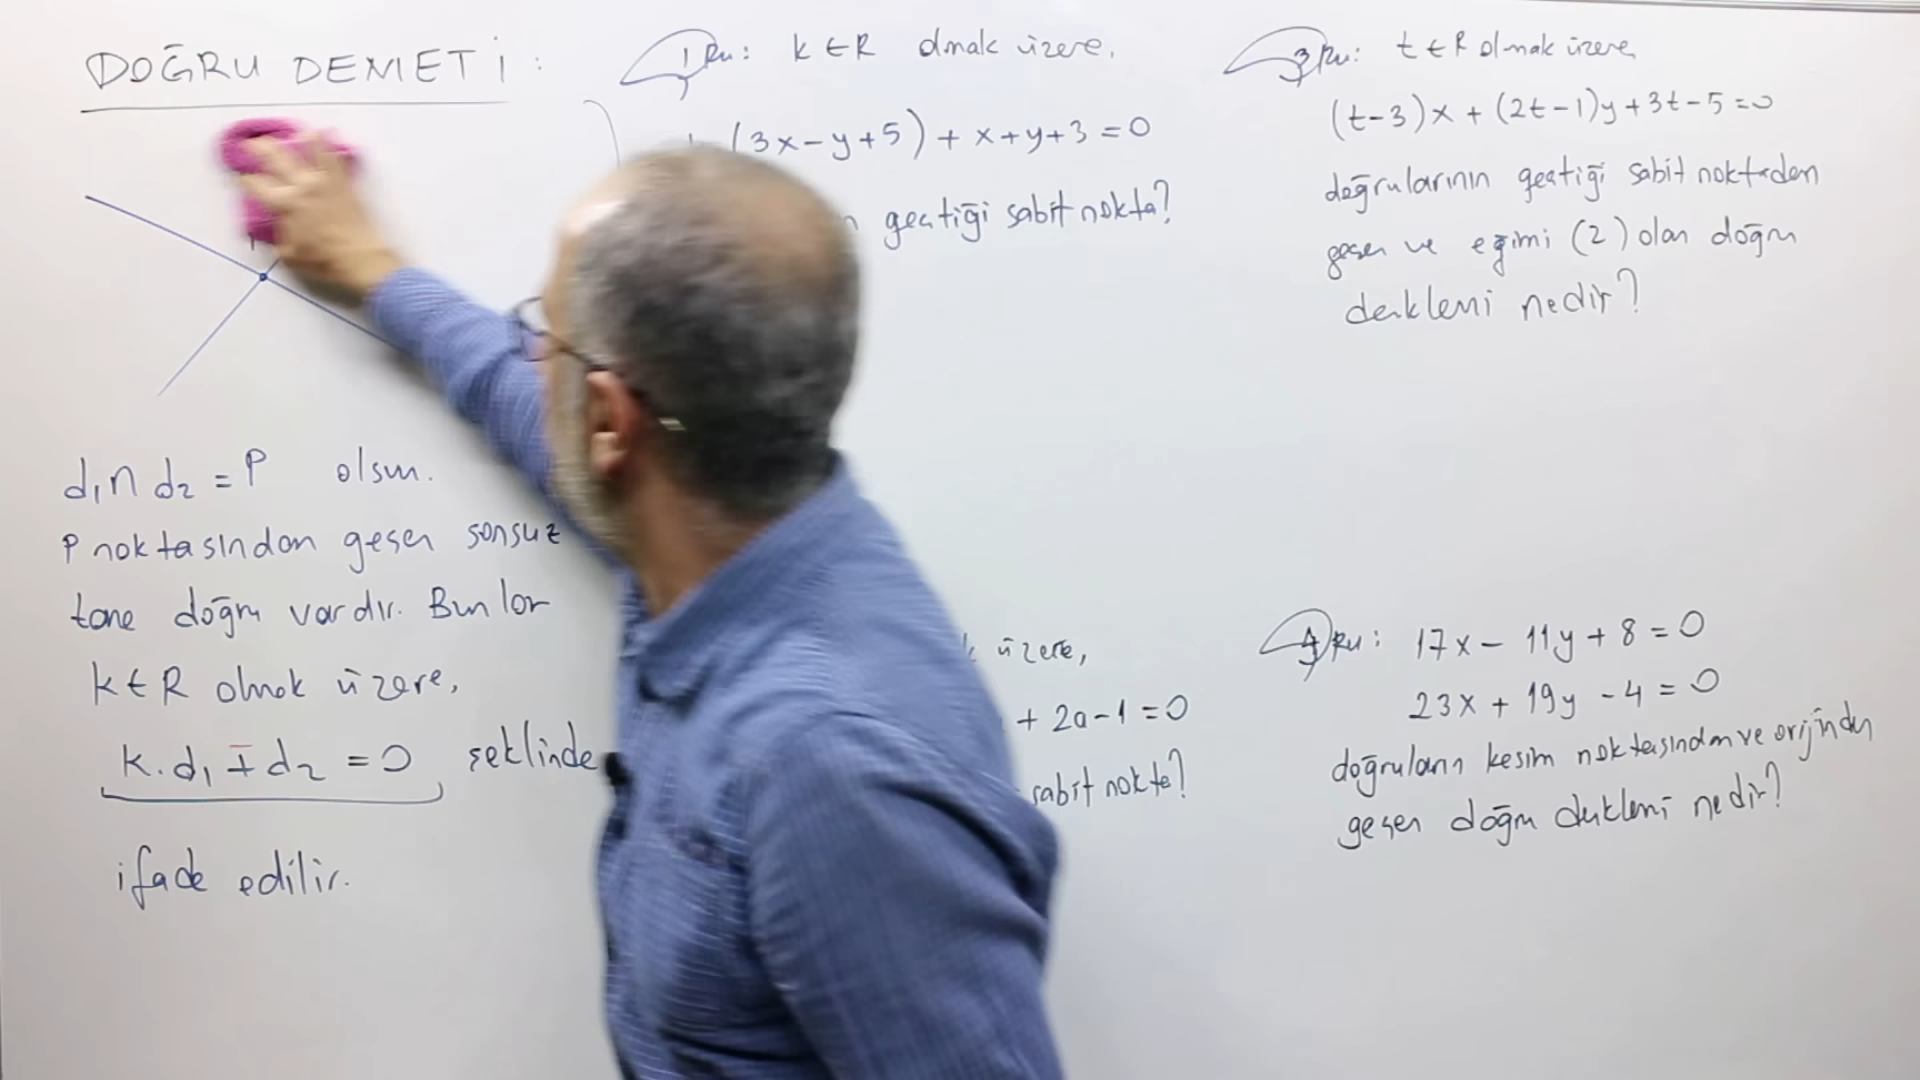 DOĞRU DEMETİ :
d₁∩d₂ = P olsun.
P noktasından geçen sonsuz
tane doğru vardır. Bunlar
k∈R olmak üzere,
k.d₁ ∓ d₂ = 0 şeklinde
ifade edilir.
1 Ru: k∈R olmak üzere,
(3x-y+5) + x+y+3 = 0
geçtiği sabit nokta?
üzere,
+ 2a-1 = 0
sabit nokta?
3 Ru: t∈R olmak üzere,
(t-3)x + (2t-1)y + 3t-5 = 0
doğrularının geçtiği sabit noktadan
geçen ve eğimi (2) olan doğru
denklemi nedir?
4 Ru: 17x - 11y + 8 = 0
23x + 19y - 4 = 0
doğruların kesim noktasından ve orijinden
geçen doğru denklemi nedir?